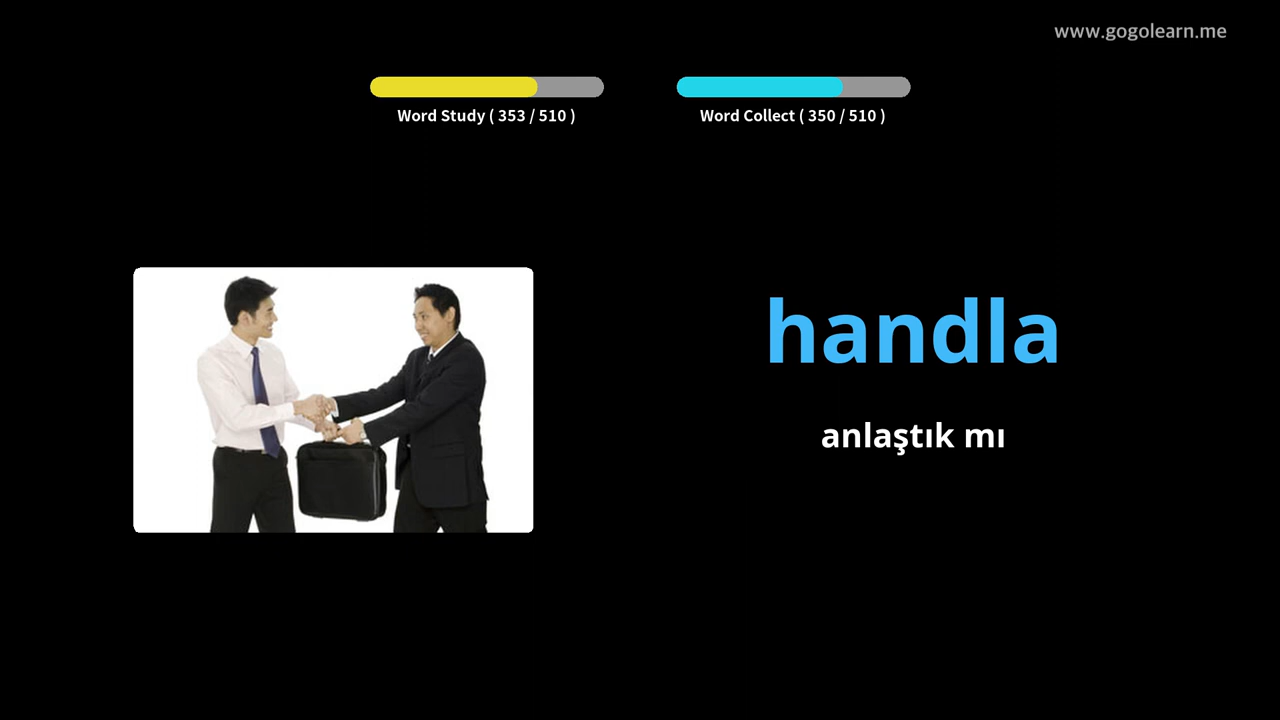 www.gogolearn.me
Word Study ( 353 / 510 )
Word Collect ( 350 / 510 )
handla
anlaştık mı